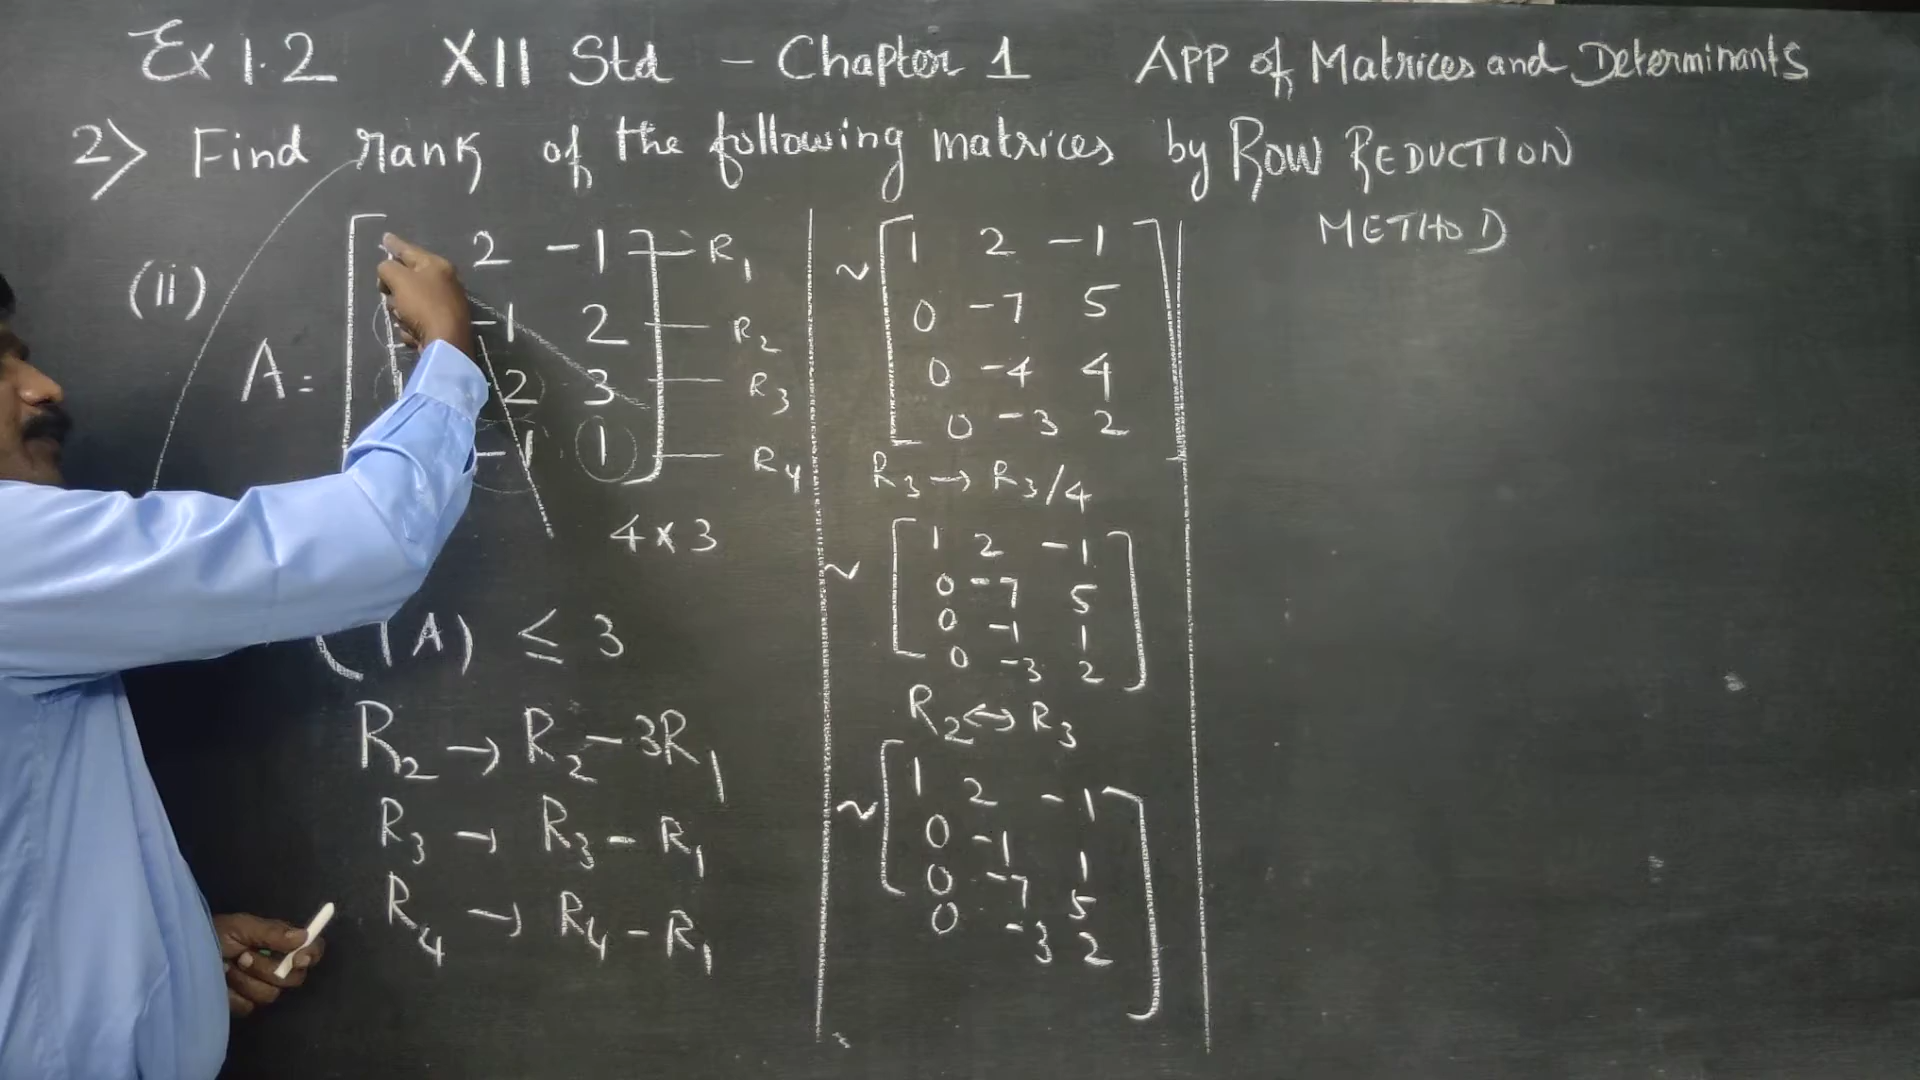 Ex 1.2 XII Std - Chapter 1 APP of Matrices and Determinants
2) Find rank of the following matrices by ROW REDUCTION
METHOD
(ii)
A =
2 -1 R1
-1 2 R2
-2 3 R3
-1 1 R4
4 × 3
(A) ≤ 3
R2 → R2 - 3R1
R3 → R3 - R1
R4 → R4 - R1
~ [ 1 2 -1
0 -7 5
0 -4 4
0 -3 2 ]
R3 → R3/4
~ [ 1 2 -1
0 -7 5
0 -1 1
0 -3 2 ]
R2 ↔ R3
~ [ 1 2 -1
0 -1 1
0 -7 5
0 -3 2 ]